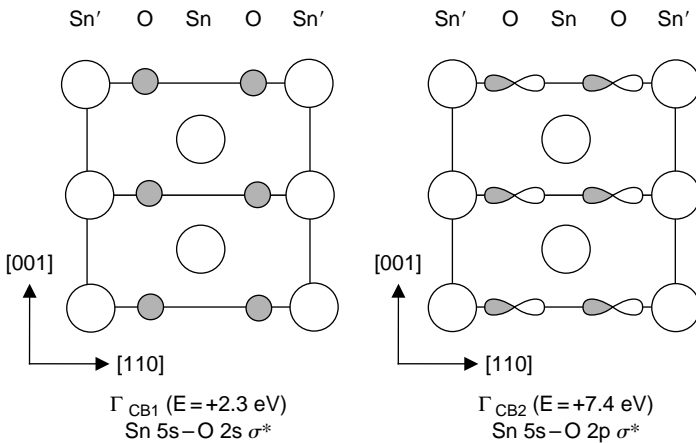 Sn′ O Sn O Sn′
Sn′ O Sn O Sn′
[001]
[110]
[001]
[110]
Γ CB1 (E = +2.3 eV)
Sn 5s – O 2s σ*
Γ CB2 (E = +7.4 eV)
Sn 5s – O 2p σ*